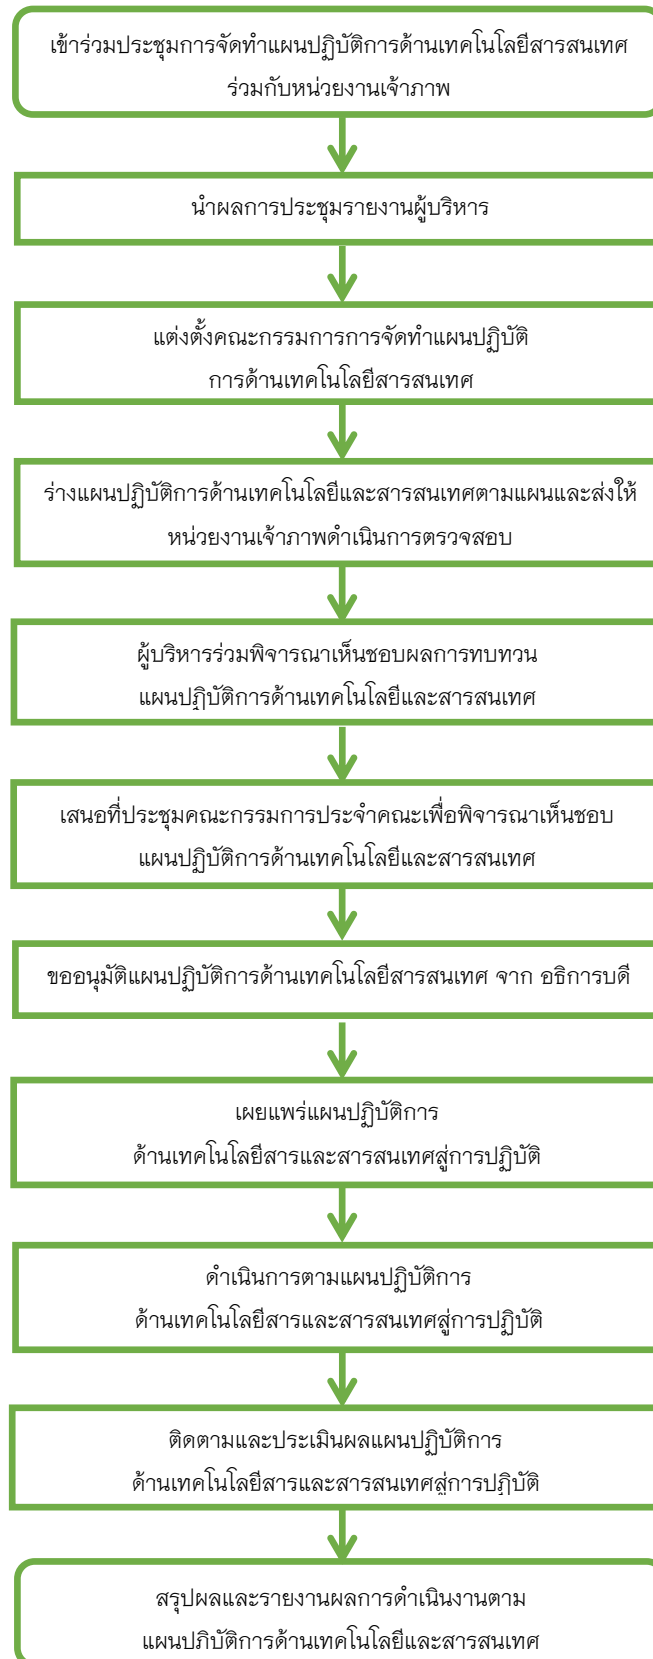 เข้าร่วมประชุมการจัดทำแผนปฏิบัติการด้านเทคโนโลยีสารสนเทศ
ร่วมกับหน่วยงานเจ้าภาพ
นำผลการประชุมรายงานผู้บริหาร
แต่งตั้งคณะกรรมการการจัดทำแผนปฏิบัติ
การด้านเทคโนโลยีสารสนเทศ
ร่างแผนปฏิบัติการด้านเทคโนโลยีและสารสนเทศตามแผนและส่งให้
หน่วยงานเจ้าภาพดำเนินการตรวจสอบ
ผู้บริหารร่วมพิจารณาเห็นชอบผลการทบทวน
แผนปฏิบัติการด้านเทคโนโลยีและสารสนเทศ
เสนอที่ประชุมคณะกรรมการประจำคณะเพื่อพิจารณาเห็นชอบ
แผนปฏิบัติการด้านเทคโนโลยีและสารสนเทศ
ขออนุมัติแผนปฏิบัติการด้านเทคโนโลยีสารสนเทศ จาก อธิการบดี
เผยแพร่แผนปฏิบัติการ
ด้านเทคโนโลยีสารและสารสนเทศสู่การปฏิบัติ
ดำเนินการตามแผนปฏิบัติการ
ด้านเทคโนโลยีสารและสารสนเทศสู่การปฏิบัติ
ติดตามและประเมินผลแผนปฏิบัติการ
ด้านเทคโนโลยีสารและสารสนเทศสู่การปฏิบัติ
สรุปผลและรายงานผลการดำเนินงานตาม
แผนปภิบัติการด้านเทคโนโลยีและสารสนเทศ